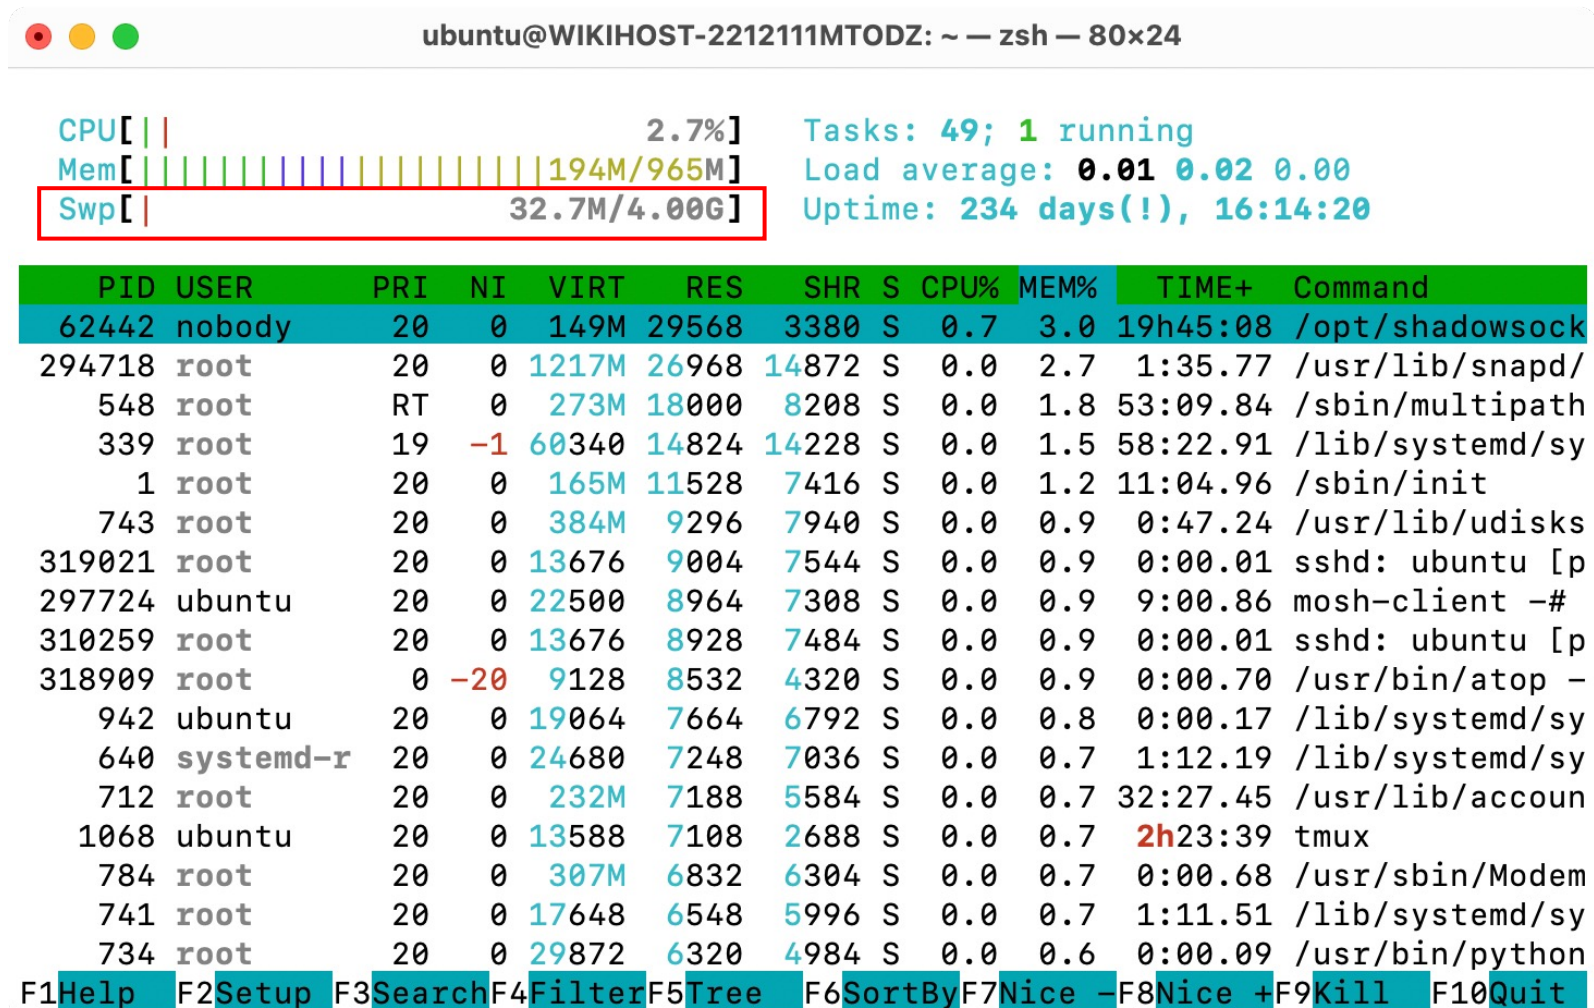 ubuntu@WIKIHOST-2212111MTODZ: ~ — zsh — 80×24
CPU[|| 2.7%] Tasks: 49; 1 running
Mem[|||||||||||||||||||||194M/965M] Load average: 0.01 0.02 0.00
Swp[| 32.7M/4.00G] Uptime: 234 days(!), 16:14:20
PID USER PRI NI VIRT RES SHR S CPU% MEM% TIME+ Command
62442 nobody 20 0 149M 29568 3380 S 0.7 3.0 19h45:08 /opt/shadowsock
294718 root 20 0 1217M 26968 14872 S 0.0 2.7 1:35.77 /usr/lib/snapd/
548 root RT 0 273M 18000 8208 S 0.0 1.8 53:09.84 /sbin/multipath
339 root 19 -1 60340 14824 14228 S 0.0 1.5 58:22.91 /lib/systemd/sy
1 root 20 0 165M 11528 7416 S 0.0 1.2 11:04.96 /sbin/init
743 root 20 0 384M 9296 7940 S 0.0 0.9 0:47.24 /usr/lib/udisks
319021 root 20 0 13676 9004 7544 S 0.0 0.9 0:00.01 sshd: ubuntu [p
297724 ubuntu 20 0 22500 8964 7308 S 0.0 0.9 9:00.86 mosh-client -#
310259 root 20 0 13676 8928 7484 S 0.0 0.9 0:00.01 sshd: ubuntu [p
318909 root 0 -20 9128 8532 4320 S 0.0 0.9 0:00.70 /usr/bin/atop -
942 ubuntu 20 0 19064 7664 6792 S 0.0 0.8 0:00.17 /lib/systemd/sy
640 systemd-r 20 0 24680 7248 7036 S 0.0 0.7 1:12.19 /lib/systemd/sy
712 root 20 0 232M 7188 5584 S 0.0 0.7 32:27.45 /usr/lib/accoun
1068 ubuntu 20 0 13588 7108 2688 S 0.0 0.7 2h23:39 tmux
784 root 20 0 307M 6832 6304 S 0.0 0.7 0:00.68 /usr/sbin/Modem
741 root 20 0 17648 6548 5996 S 0.0 0.7 1:11.51 /lib/systemd/sy
734 root 20 0 29872 6320 4984 S 0.0 0.6 0:00.09 /usr/bin/python
F1Help F2Setup F3SearchF4FilterF5Tree F6SortByF7Nice -F8Nice +F9Kill F10Quit